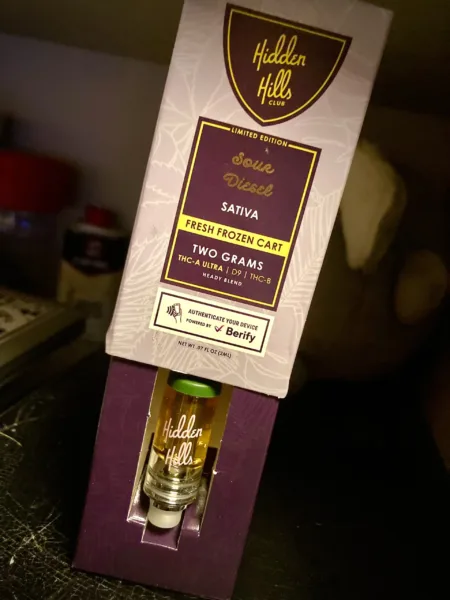 Hidden
Hills
CLUB
LIMITED EDITION
Sour
Diesel
SATIVA
FRESH FROZEN CART
TWO GRAMS
THC-A ULTRA | D9 | THC-B
HEADY BLEND
AUTHENTICATE YOUR DEVICE
POWERED BY Berify
NET WT .07 FL OZ (2ML)
Hidden
Hills